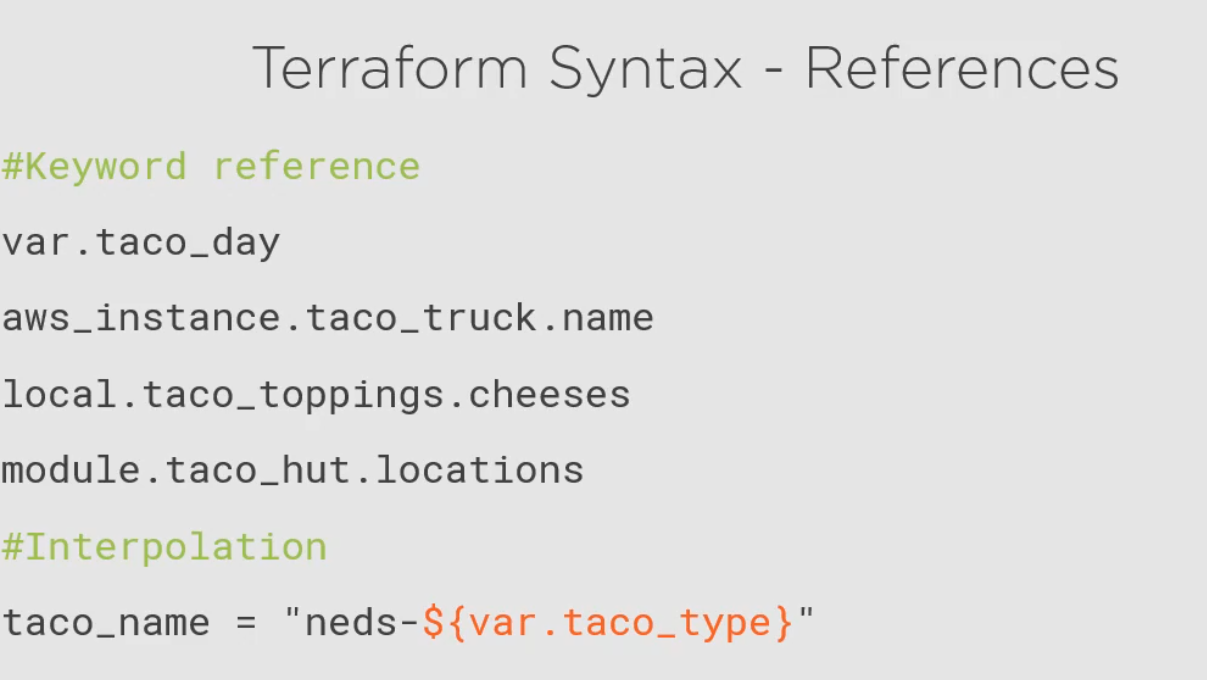 Terraform Syntax - References
#Keyword reference
var.taco_day
aws_instance.taco_truck.name
local.taco_toppings.cheeses
module.taco_hut.locations
#Interpolation
taco_name = "neds-${var.taco_type}"